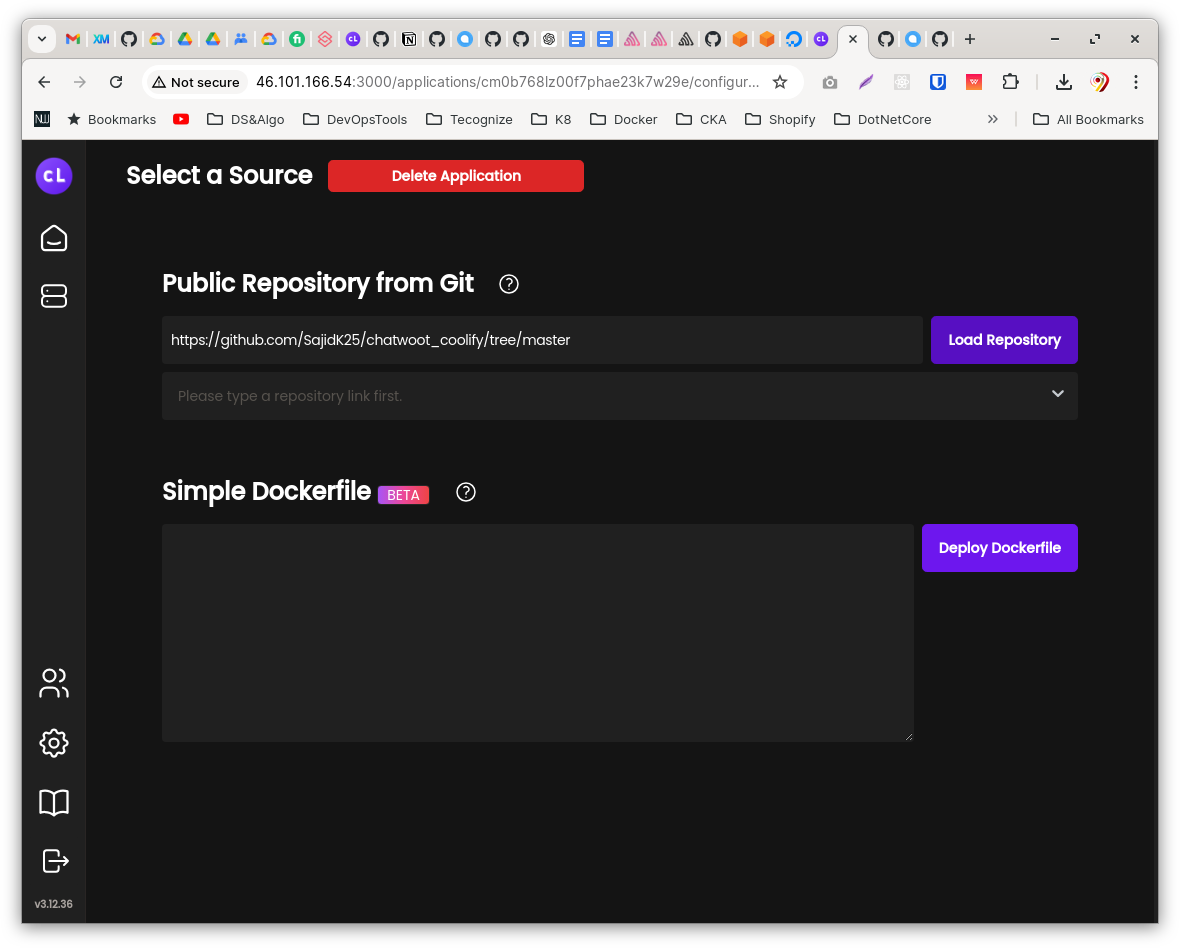 Not secure
46.101.166.54:3000/applications/cm0b768lz00f7phae23k7w29e/configur...
Bookmarks DS&Algo DevOpsTools Tecognize K8 Docker CKA Shopify DotNetCore >> All Bookmarks
cL
Select a Source Delete Application
Public Repository from Git ?
https://github.com/SajidK25/chatwoot_coolify/tree/master Load Repository
Please type a repository link first.
Simple Dockerfile BETA ?
Deploy Dockerfile
v3.12.36